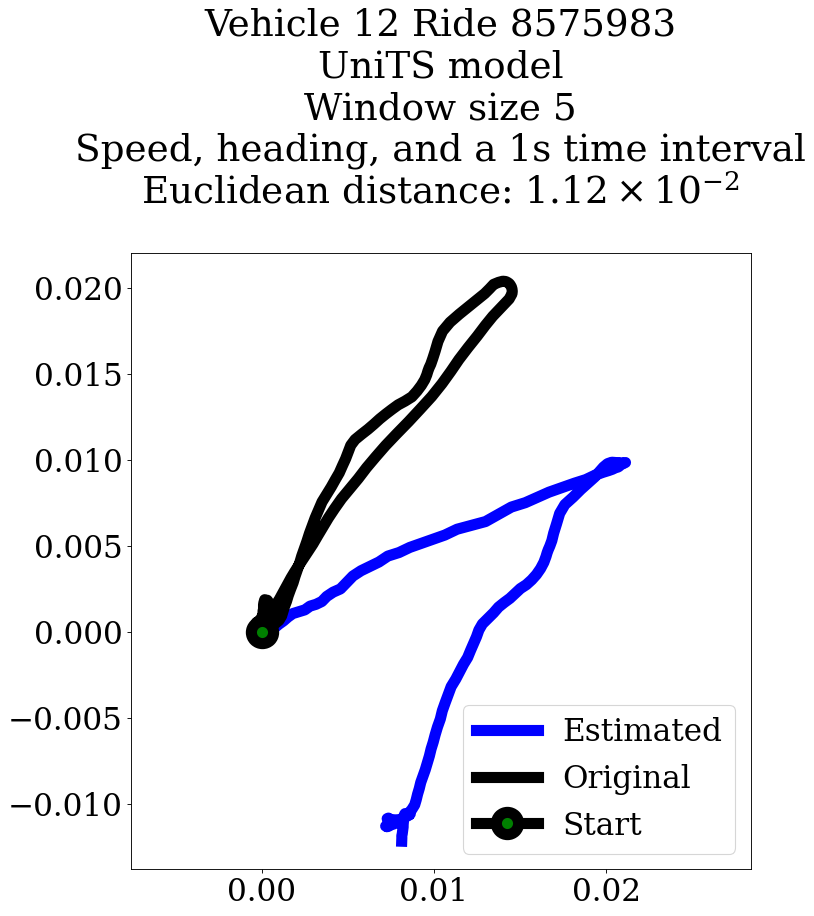 Vehicle 12 Ride 8575983
UniTS model
Window size 5
Speed, heading, and a 1s time interval
Euclidean distance: 1.12 × 10⁻²
0.020
0.015
0.010
0.005
0.000
−0.005
−0.010
Estimated
Original
Start
0.00 0.01 0.02